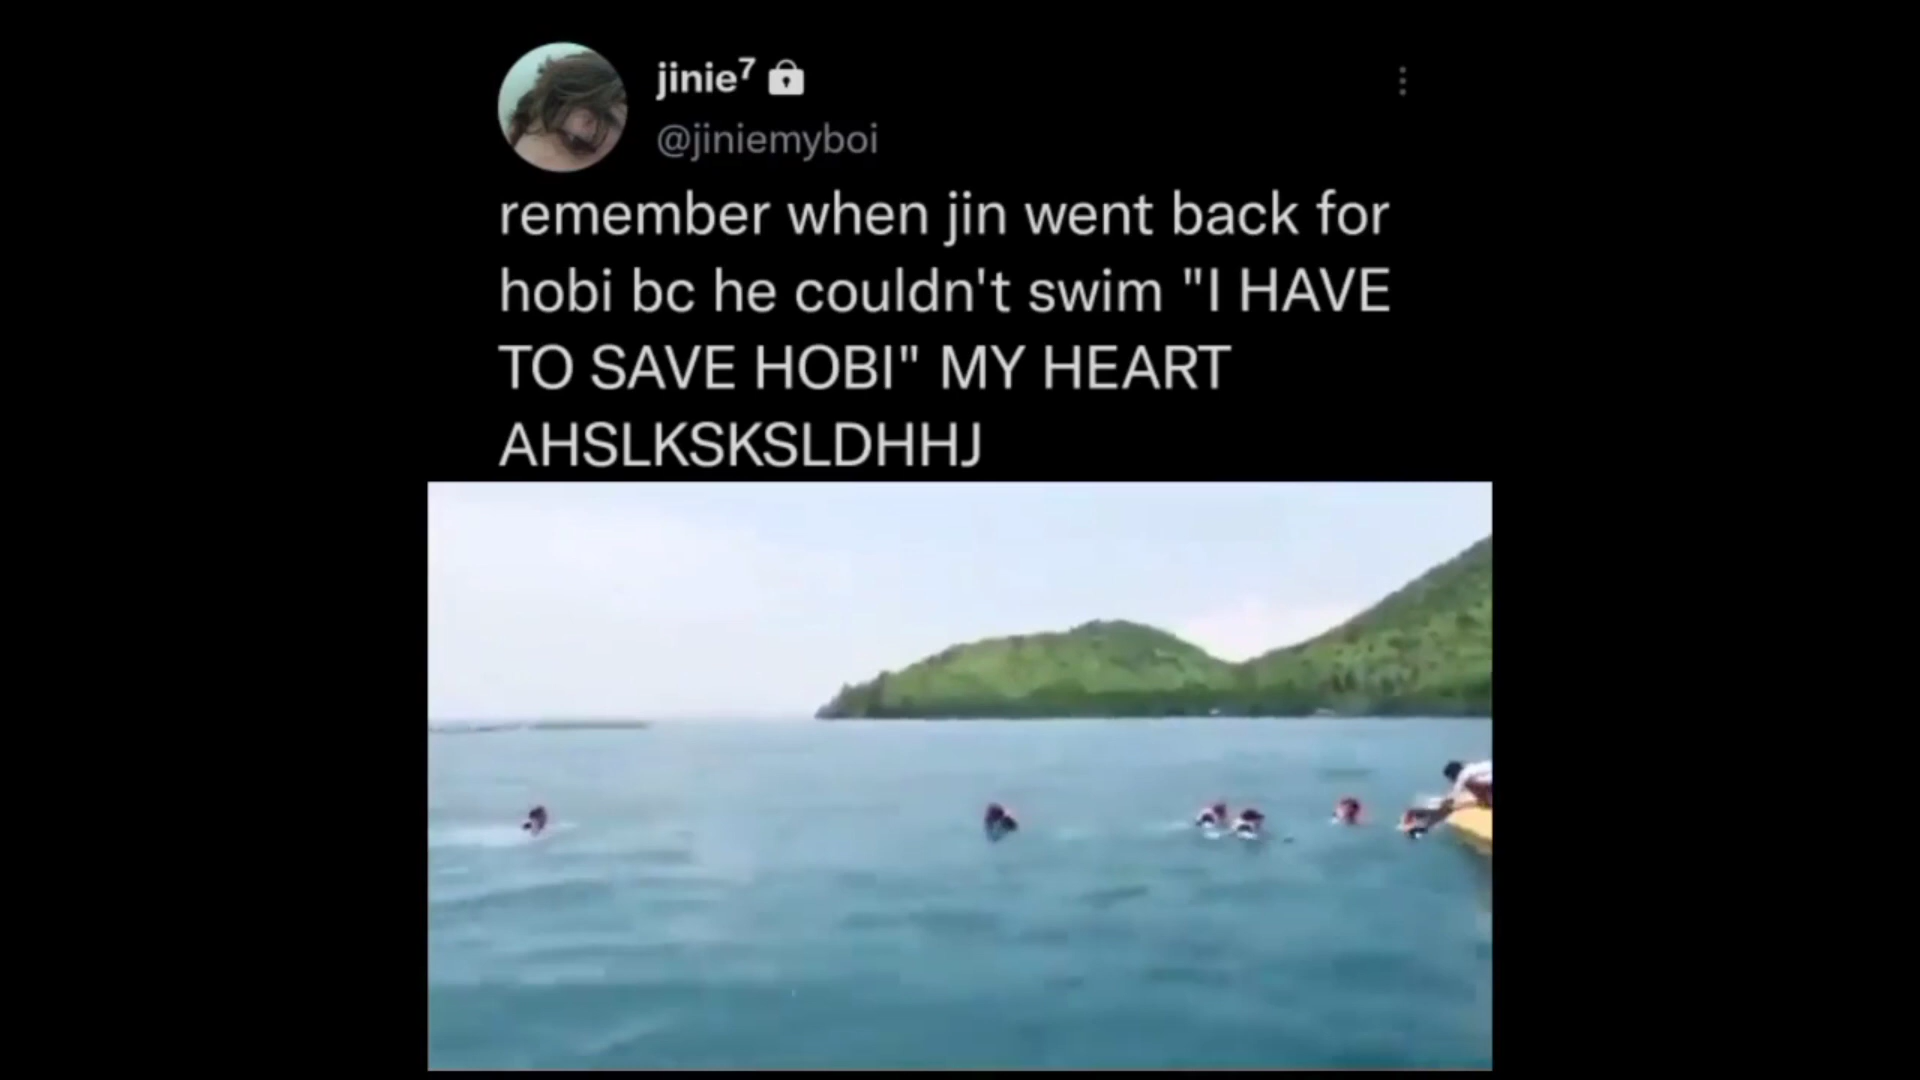 jinie⁷
@jiniemyboi
remember when jin went back for
hobi bc he couldn't swim "I HAVE
TO SAVE HOBI" MY HEART
AHSLKSKSLDHHJ